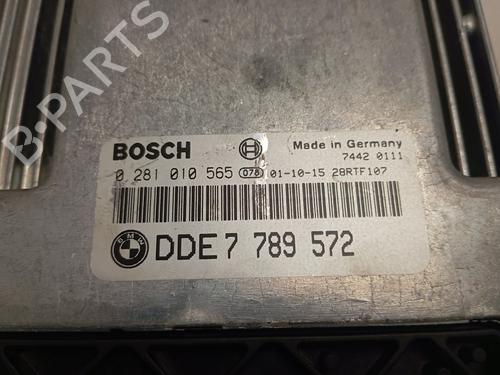 B-PARTS
BOSCH
Made in Germany
7442 0111
0 281 010 565 078 01-10-15 28RTF107
BMW
DDE 7 789 572